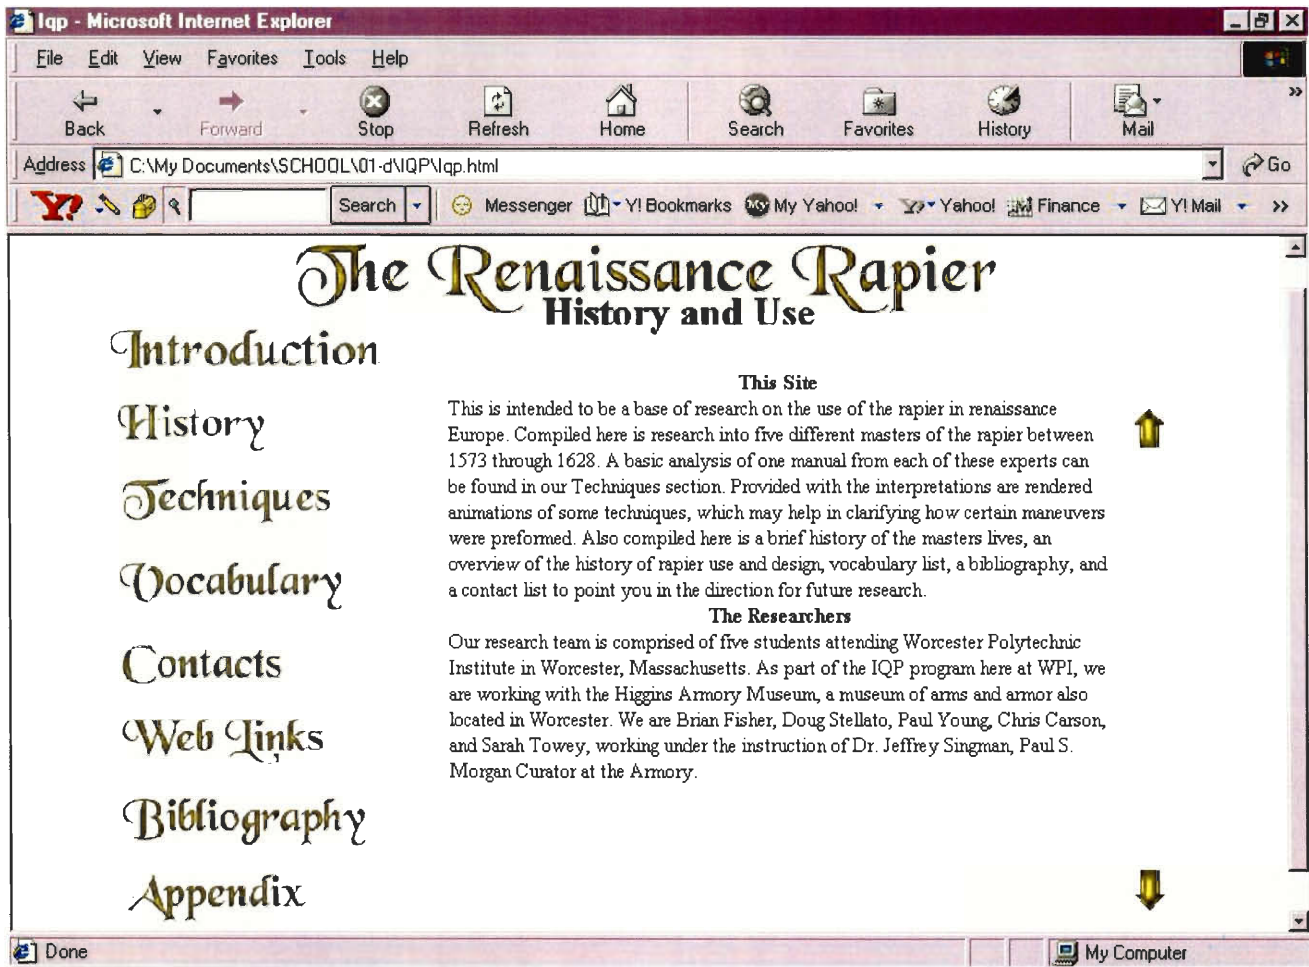 Iqp - Microsoft Internet Explorer
File Edit View Favorites Tools Help
Back Forward Stop Refresh Home Search Favorites History Mail »
Address C:\My Documents\SCHOOL\01-d\IQP\Iqp.html Go
Y! Search Messenger Y! Bookmarks My Yahoo! Y! Yahoo! Finance Y! Mail »
The Renaissance Rapier
History and Use
Introduction
History
Techniques
Vocabulary
Contacts
Web Links
Bibliography
Appendix
This Site
This is intended to be a base of research on the use of the rapier in renaissance
Europe. Compiled here is research into five different masters of the rapier between
1573 through 1628. A basic analysis of one manual from each of these experts can
be found in our Techniques section. Provided with the interpretations are rendered
animations of some techniques, which may help in clarifying how certain maneuvers
were preformed. Also compiled here is a brief history of the masters lives, an
overview of the history of rapier use and design, vocabulary list, a bibliography, and
a contact list to point you in the direction for future research.
The Researchers
Our research team is comprised of five students attending Worcester Polytechnic
Institute in Worcester, Massachusetts. As part of the IQP program here at WPI, we
are working with the Higgins Armory Museum, a museum of arms and armor also
located in Worcester. We are Brian Fisher, Doug Stellato, Paul Young, Chris Carson,
and Sarah Towey, working under the instruction of Dr. Jeffrey Singman, Paul S.
Morgan Curator at the Armory.
Done My Computer